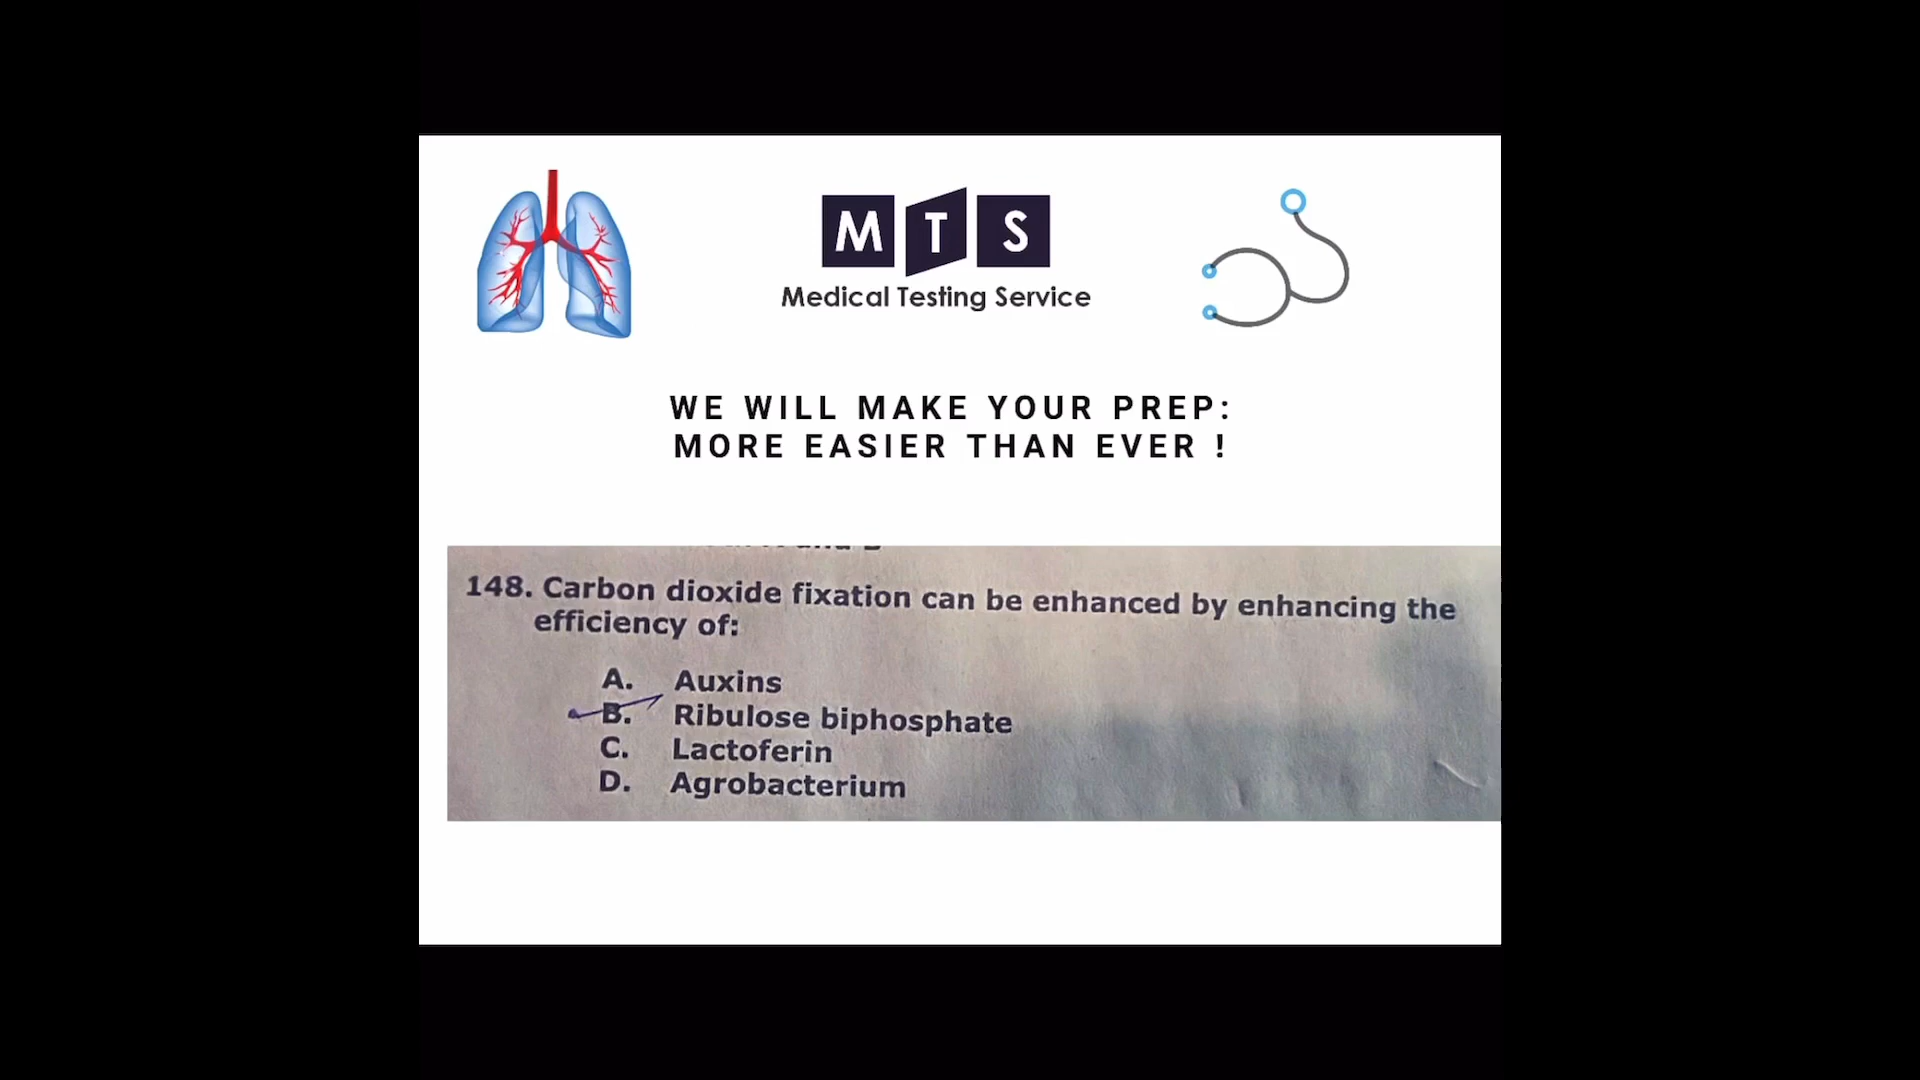 M T S
Medical Testing Service
WE WILL MAKE YOUR PREP:
MORE EASIER THAN EVER !
148. Carbon dioxide fixation can be enhanced by enhancing the
efficiency of:
A. Auxins
B. Ribulose biphosphate
C. Lactoferin
D. Agrobacterium